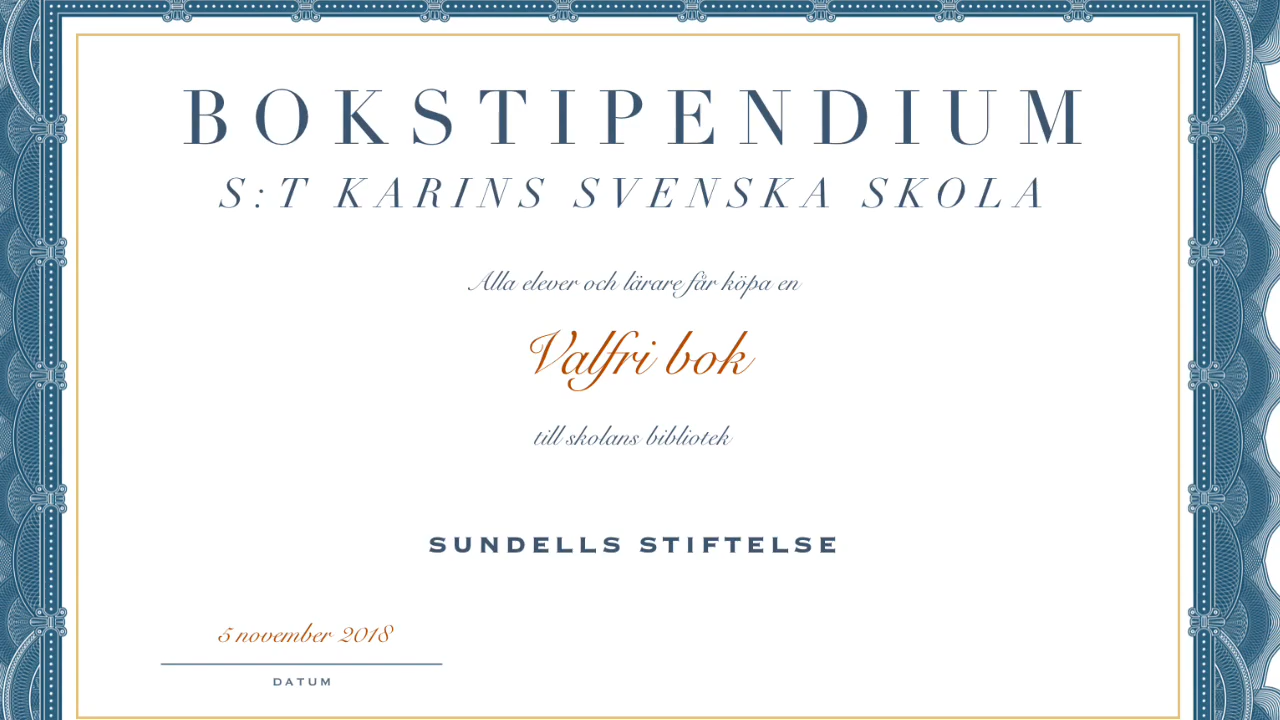 BOKSTIPENDIUM
S:T KARINS SVENSKA SKOLA
Alla elever och lärare får köpa en
Valfri bok
till skolans bibliotek
SUNDELLS STIFTELSE
5 november 2018
DATUM